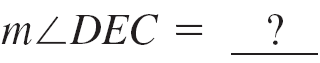 m∠DEC = ?